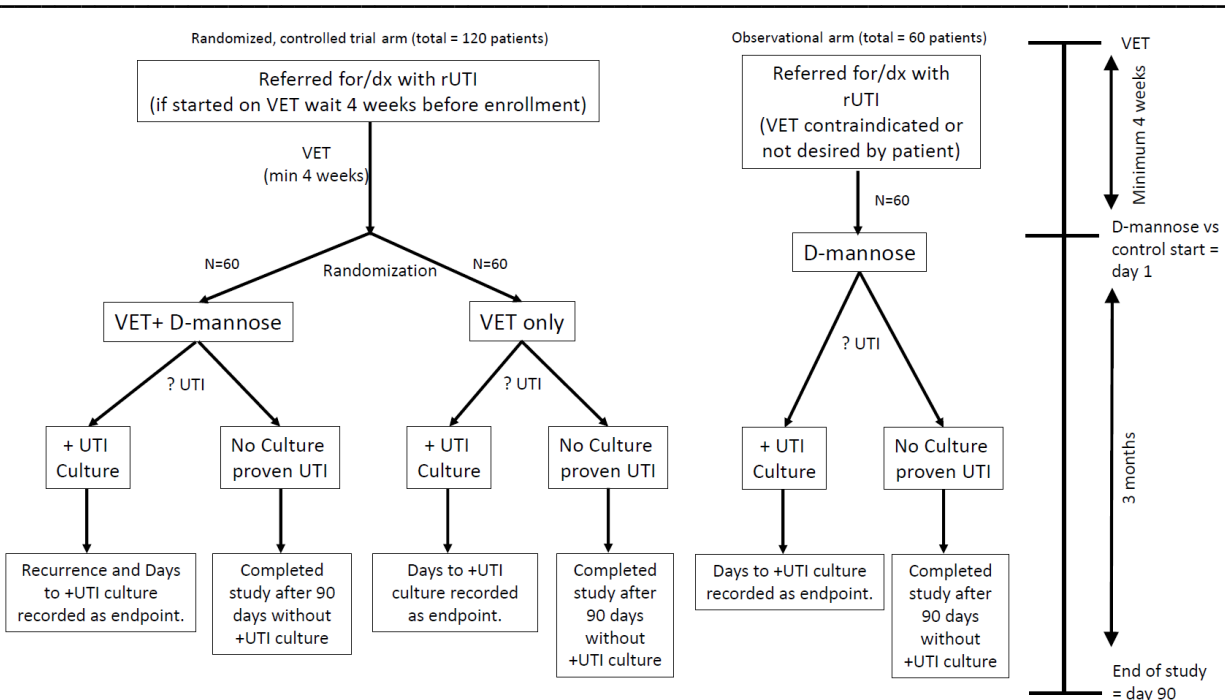 Randomized, controlled trial arm (total = 120 patients)
Referred for/dx with rUTI
(if started on VET wait 4 weeks before enrollment)
VET
(min 4 weeks)
N=60
Randomization
N=60
VET+ D-mannose
VET only
? UTI
? UTI
+ UTI
Culture
No Culture
proven UTI
+ UTI
Culture
No Culture
proven UTI
Recurrence and Days
to +UTI culture
recorded as endpoint.
Completed
study after 90
days without
+UTI culture
Days to +UTI
culture recorded
as endpoint.
Completed
study after
90 days
without
+UTI culture
Observational arm (total = 60 patients)
Referred for/dx with
rUTI
(VET contraindicated or
not desired by patient)
N=60
D-mannose
? UTI
+ UTI
Culture
No Culture
proven UTI
Days to +UTI culture
recorded as endpoint.
Completed
study after
90 days
without
+UTI culture
VET
Minimum 4 weeks
D-mannose vs
control start =
day 1
3 months
End of study
= day 90